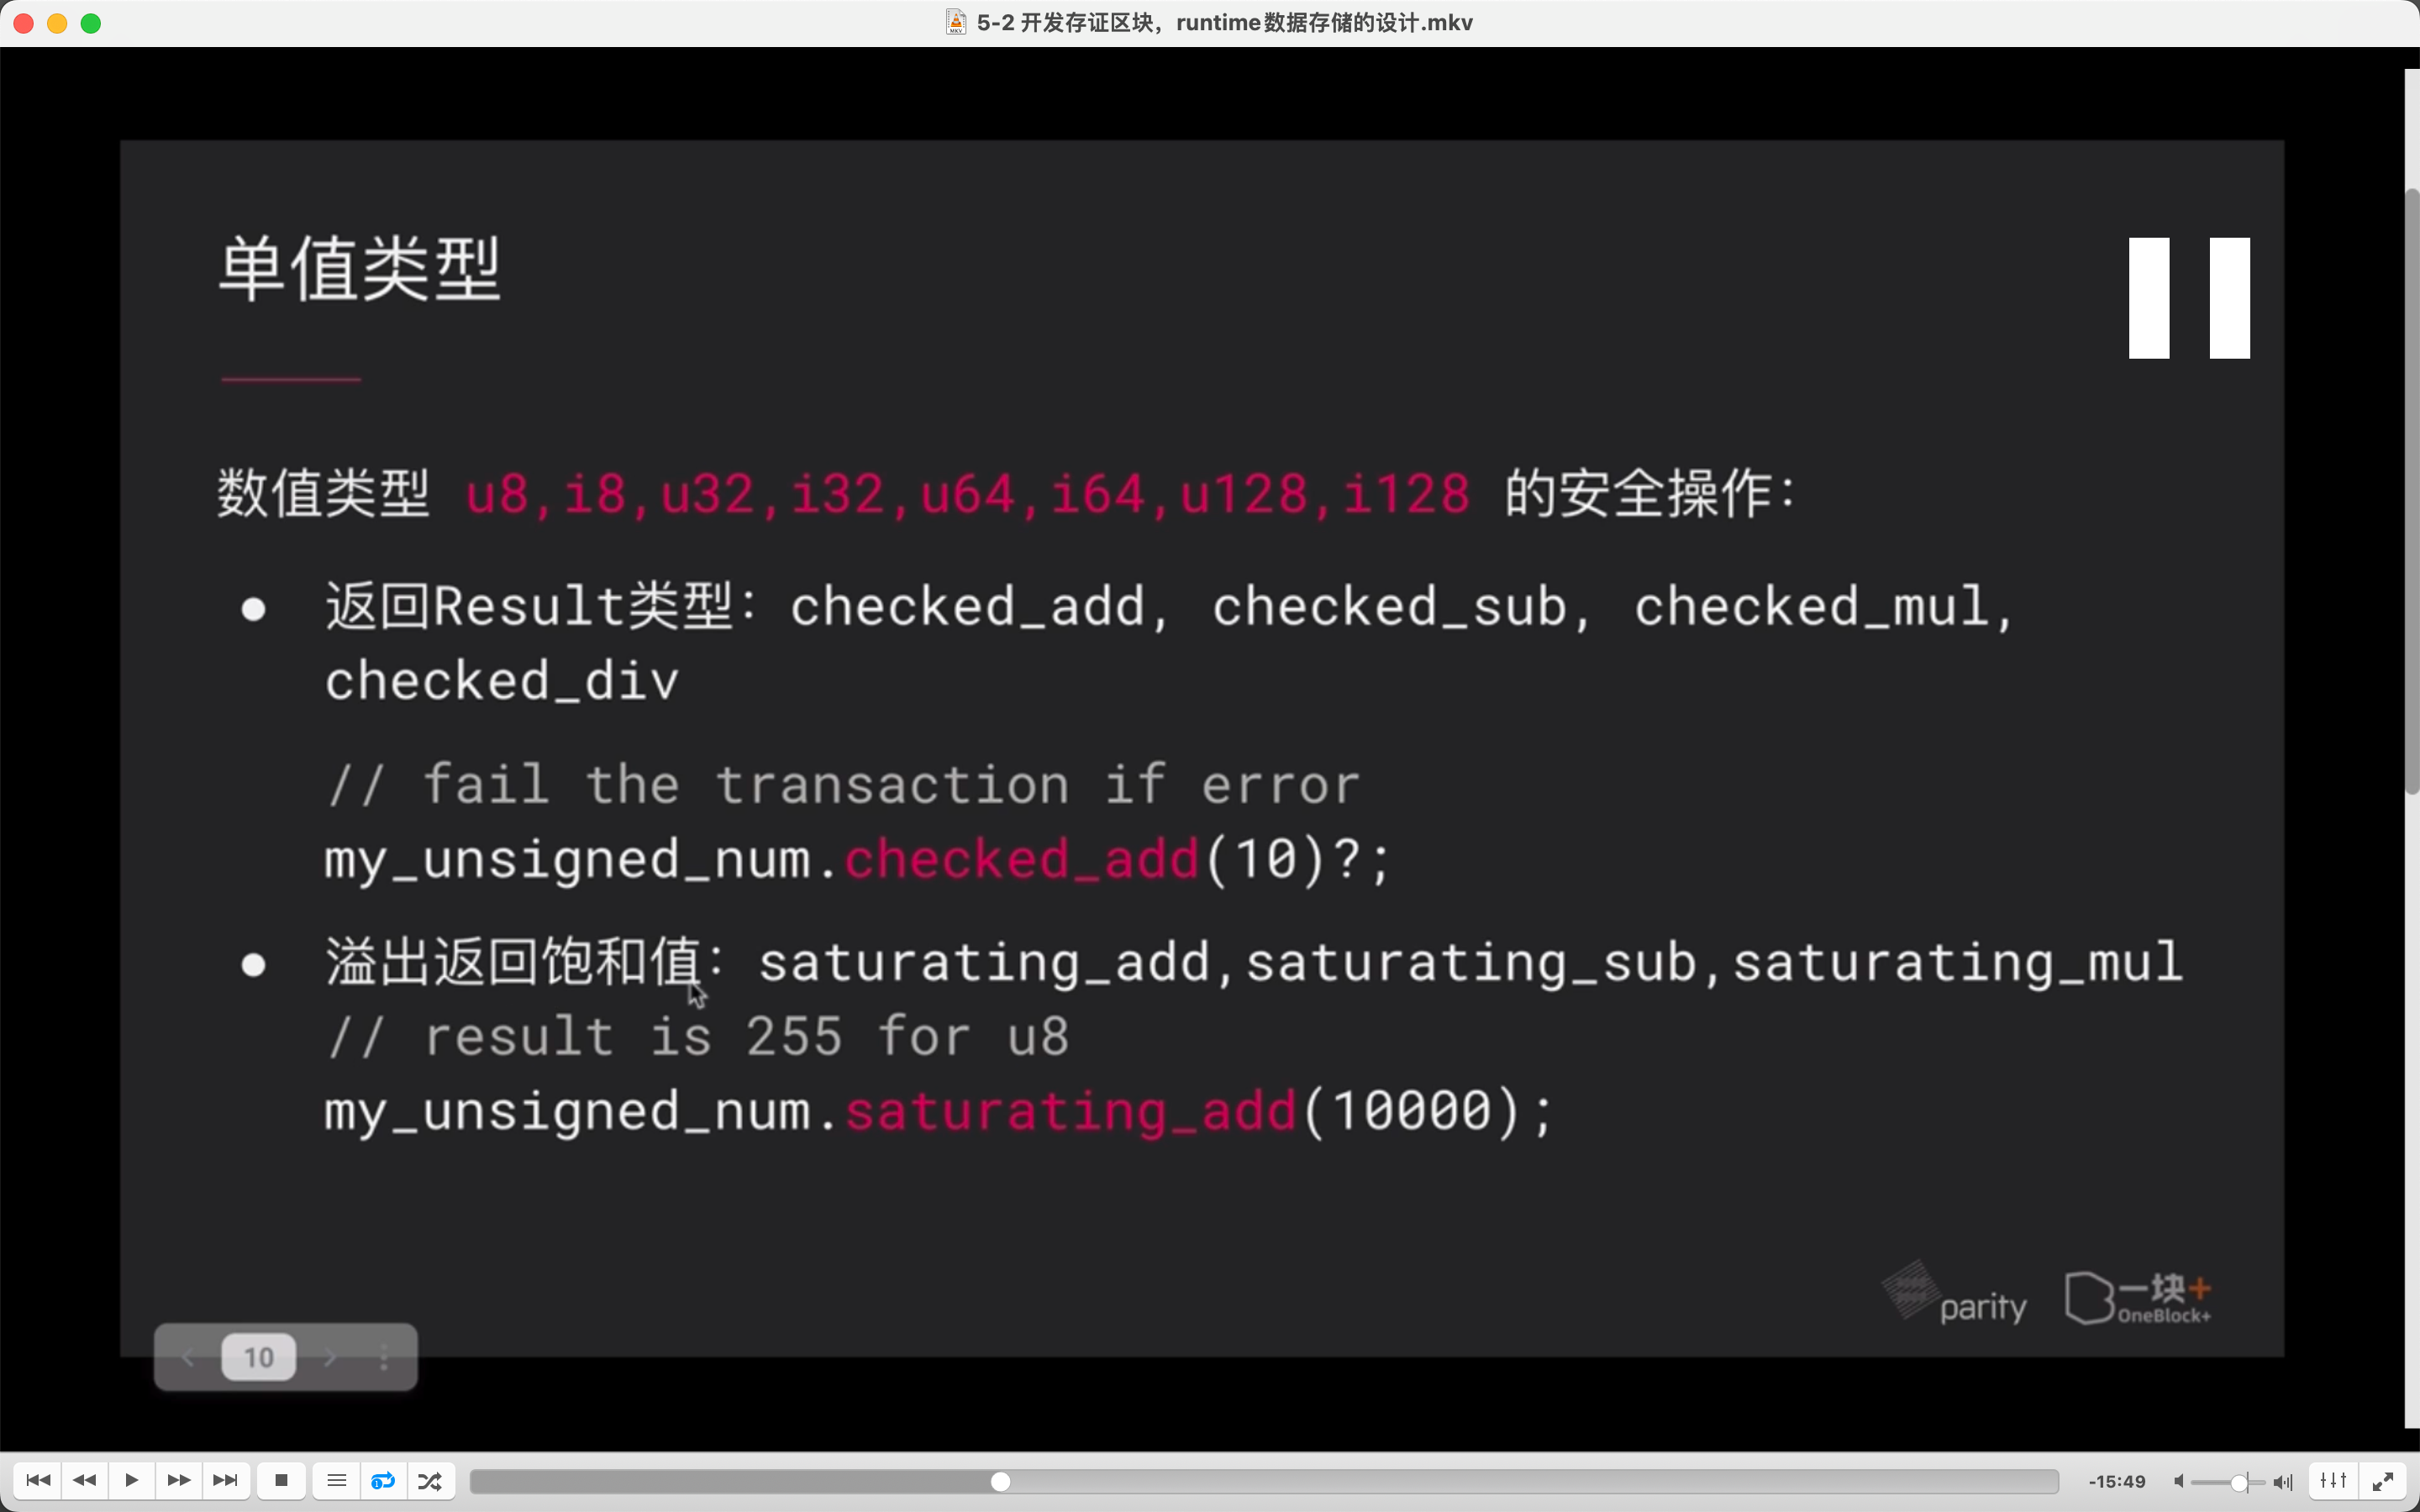 5-2 开发存证区块，runtime数据存储的设计.mkv
单值类型
数值类型 u8,i8,u32,i32,u64,i64,u128,i128 的安全操作：
● 返回Result类型：checked_add, checked_sub, checked_mul,
checked_div
// fail the transaction if error
my_unsigned_num.checked_add(10)?;
● 溢出返回饱和值：saturating_add,saturating_sub,saturating_mul
// result is 255 for u8
my_unsigned_num.saturating_add(10000);
parity
一块+
OneBlock+
10
-15:49